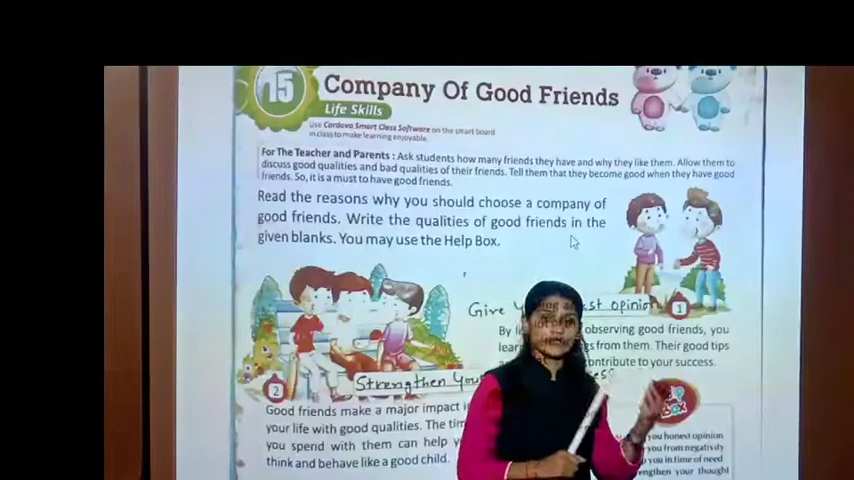 15
Company Of Good Friends
Life Skills
Use Cordova Smart Class Software on the smart board
in class to make learning enjoyable.
For The Teacher and Parents : Ask students how many friends they have and why they like them. Allow them to
discuss good qualities and bad qualities of their friends. Tell them that they become good when they have good
friends. So, it is a must to have good friends.
Read the reasons why you should choose a company of
good friends. Write the qualities of good friends in the
given blanks. You may use the Help Box.
Give You st Opinion
1
By observing good friends, you
from them. Their good tips
contribute to your success.
Strengthen You
2
Good friends make a major impact
your life with good qualities. The
you spend with them can help
think and behave like a good child.
Box
you honest opinion
you from negativity
you in time of need
your thought